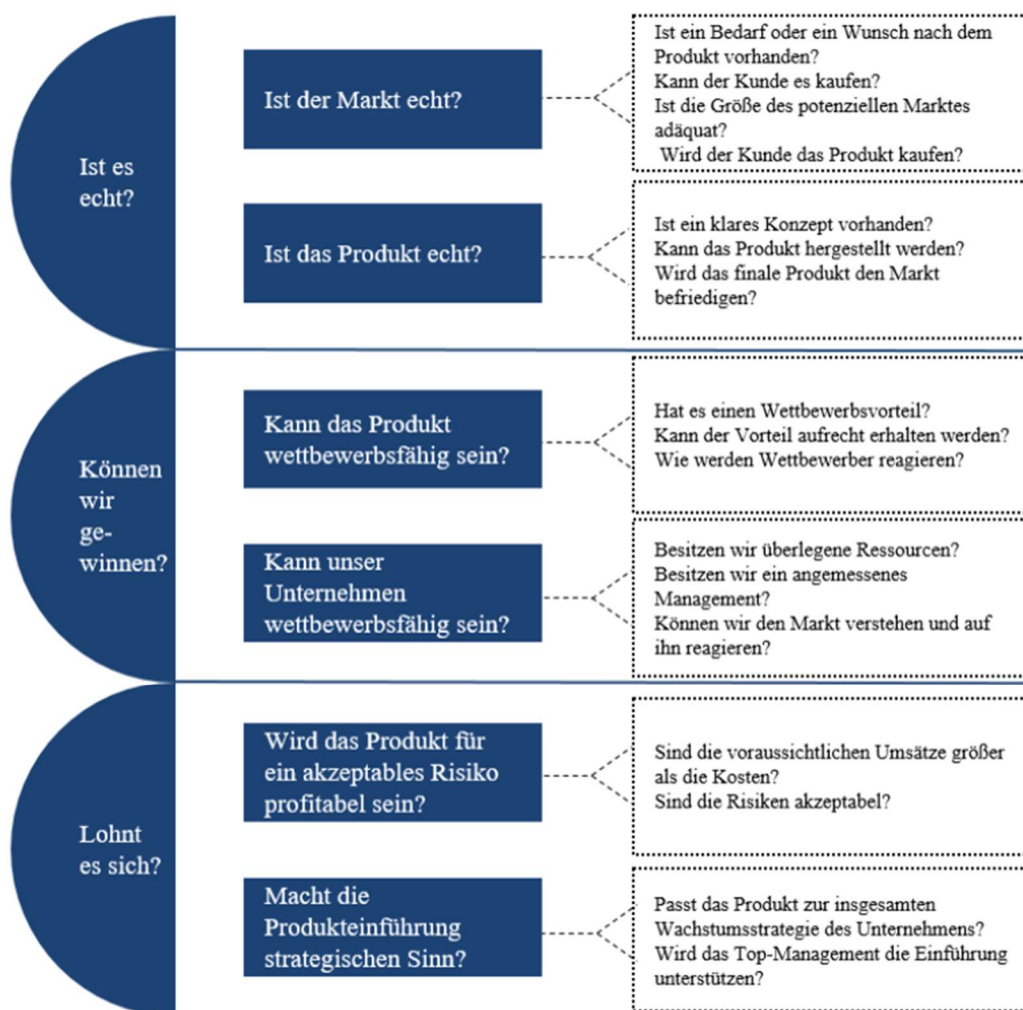 Ist es
echt?
Ist der Markt echt?
Ist ein Bedarf oder ein Wunsch nach dem
Produkt vorhanden?
Kann der Kunde es kaufen?
Ist die Größe des potenziellen Marktes
adäquat?
Wird der Kunde das Produkt kaufen?
Ist das Produkt echt?
Ist ein klares Konzept vorhanden?
Kann das Produkt hergestellt werden?
Wird das finale Produkt den Markt
befriedigen?
Können
wir
ge-
winnen?
Kann das Produkt
wettbewerbsfähig sein?
Hat es einen Wettbewerbsvorteil?
Kann der Vorteil aufrecht erhalten werden?
Wie werden Wettbewerber reagieren?
Kann unser
Unternehmen
wettbewerbsfähig sein?
Besitzen wir überlegene Ressourcen?
Besitzen wir ein angemessenes
Management?
Können wir den Markt verstehen und auf
ihn reagieren?
Lohnt
es sich?
Wird das Produkt für
ein akzeptables Risiko
profitabel sein?
Sind die voraussichtlichen Umsätze größer
als die Kosten?
Sind die Risiken akzeptabel?
Macht die
Produkteinführung
strategischen Sinn?
Passt das Produkt zur insgesamten
Wachstumsstrategie des Unternehmens?
Wird das Top-Management die Einführung
unterstützen?